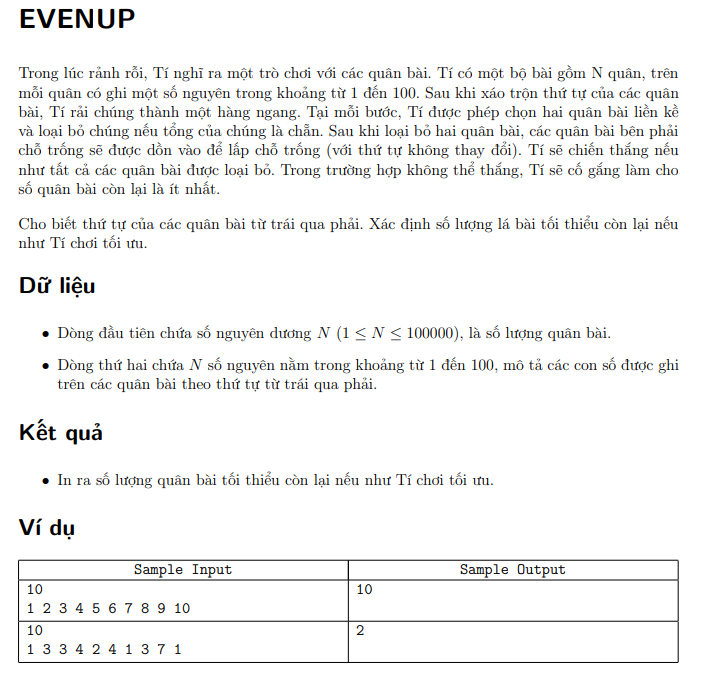 EVENUP
Trong lúc rảnh rỗi, Tí nghĩ ra một trò chơi với các quân bài. Tí có một bộ bài gồm N quân, trên
mỗi quân có ghi một số nguyên trong khoảng từ 1 đến 100. Sau khi xáo trộn thứ tự của các quân
bài, Tí rải chúng thành một hàng ngang. Tại mỗi bước, Tí được phép chọn hai quân bài liền kề
và loại bỏ chúng nếu tổng của chúng là chẵn. Sau khi loại bỏ hai quân bài, các quân bài bên phải
chỗ trống sẽ được dồn vào để lấp chỗ trống (với thứ tự không thay đổi). Tí sẽ chiến thắng nếu
như tất cả các quân bài được loại bỏ. Trong trường hợp không thể thắng, Tí sẽ cố gắng làm cho
số quân bài còn lại là ít nhất.
Cho biết thứ tự của các quân bài từ trái qua phải. Xác định số lượng lá bài tối thiểu còn lại nếu
như Tí chơi tối ưu.
Dữ liệu
• Dòng đầu tiên chứa số nguyên dương N (1 ≤ N ≤ 100000), là số lượng quân bài.
• Dòng thứ hai chứa N số nguyên nằm trong khoảng từ 1 đến 100, mô tả các con số được ghi
trên các quân bài theo thứ tự từ trái qua phải.
Kết quả
• In ra số lượng quân bài tối thiểu còn lại nếu như Tí chơi tối ưu.
Ví dụ
Sample Input Sample Output
10 10
1 2 3 4 5 6 7 8 9 10
10 2
1 3 3 4 2 4 1 3 7 1